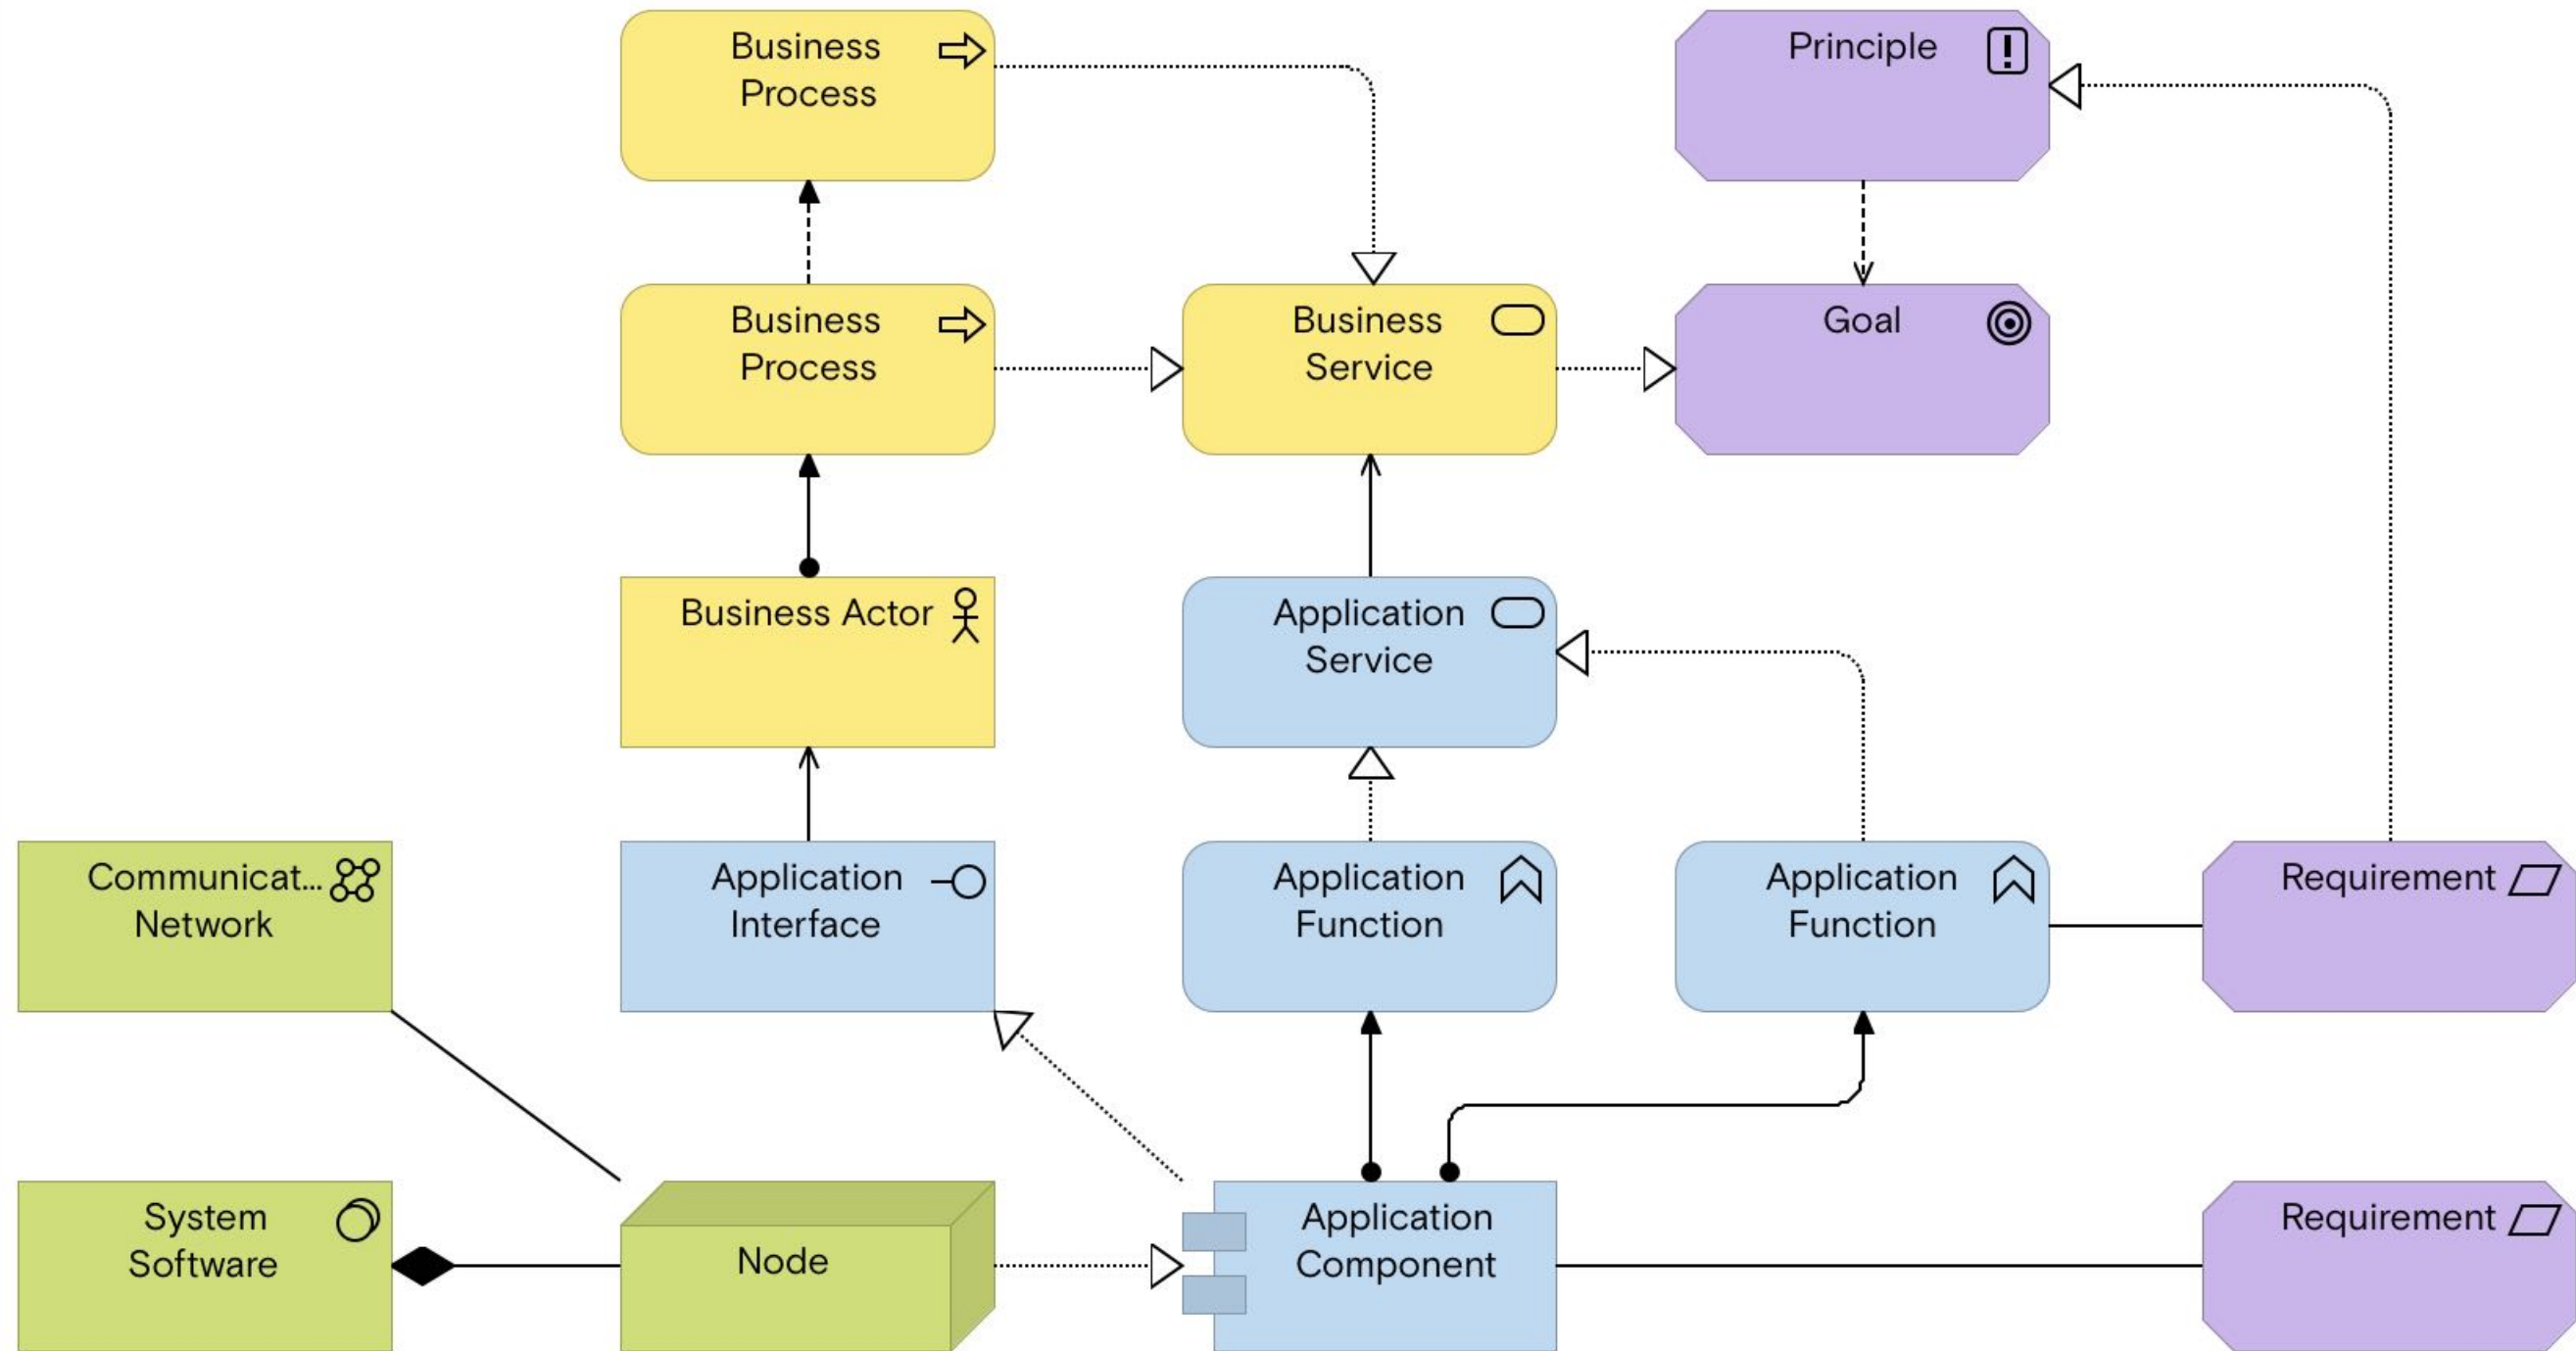 Business
Process
Principle
Business
Process
Business
Service
Goal
Business Actor
Application
Service
Communicat...
Network
Application
Interface
Application
Function
Application
Function
Requirement
System
Software
Node
Application
Component
Requirement